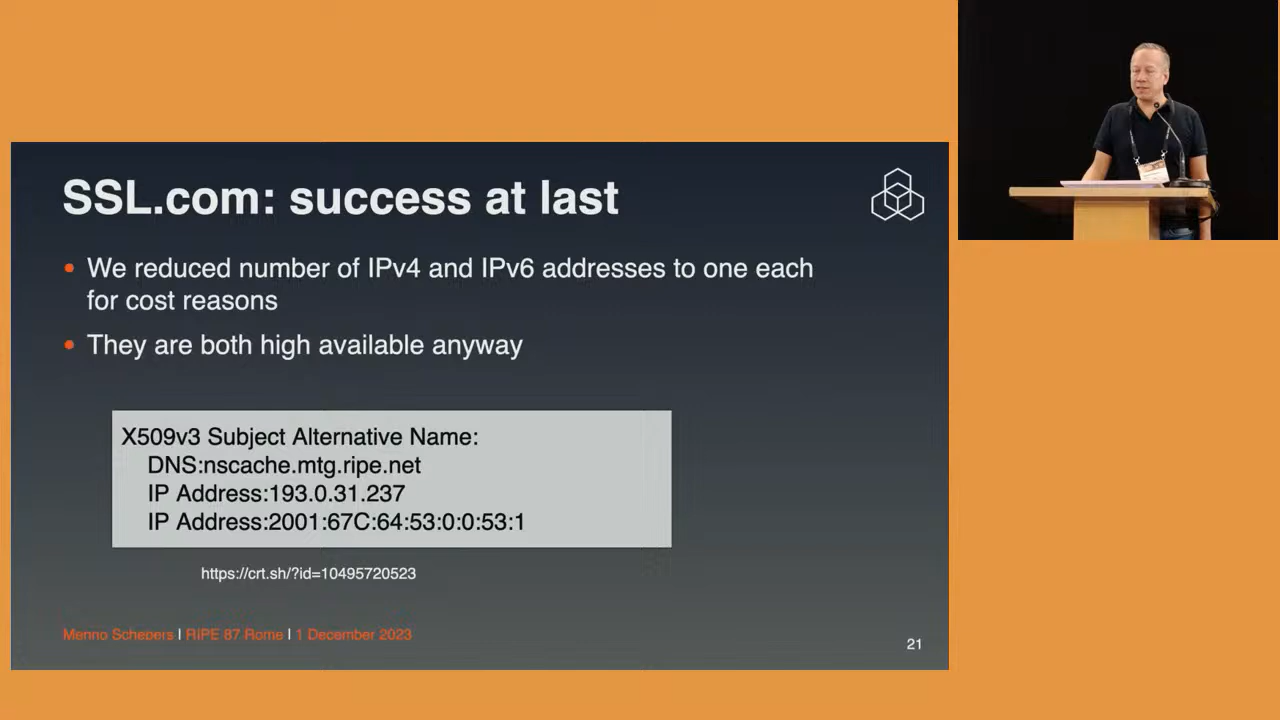 SSL.com: success at last
• We reduced number of IPv4 and IPv6 addresses to one each
for cost reasons
• They are both high available anyway
X509v3 Subject Alternative Name:
DNS:nscache.mtg.ripe.net
IP Address:193.0.31.237
IP Address:2001:67C:64:53:0:0:53:1
https://crt.sh/?id=10495720523
Menno Schepers | RIPE 87 Rome | 1 December 2023
21